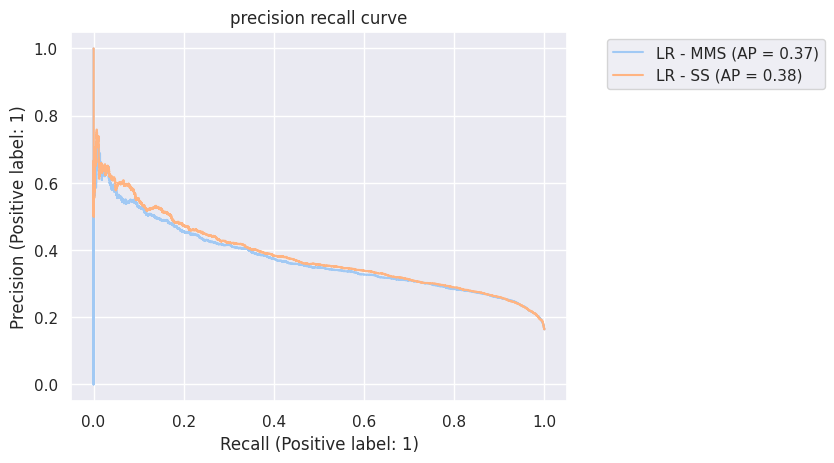 precision recall curve
LR - MMS (AP = 0.37)
LR - SS (AP = 0.38)
Precision (Positive label: 1)
1.0
0.8
0.6
0.4
0.2
0.0
0.0 0.2 0.4 0.6 0.8 1.0
Recall (Positive label: 1)